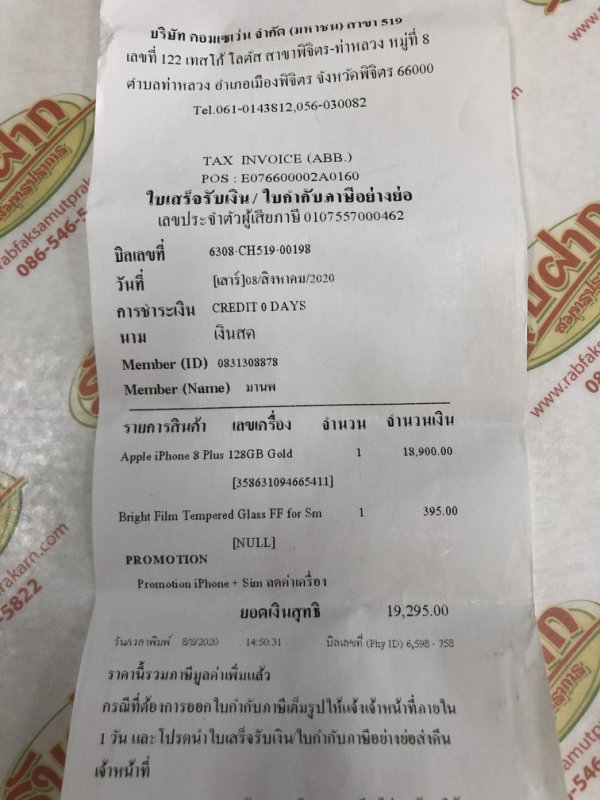 บริษัท คอมเซเว่น จำกัด (มหาชน) สาขา 519
เลขที่ 122 เทสโก้ โลตัส สาขาพิจิตร-ท่าหลวง หมู่ที่ 8
ตำบลท่าหลวง อำเภอเมืองพิจิตร จังหวัดพิจิตร 66000
Tel.061-0143812,056-030082
TAX INVOICE (ABB.)
POS : E076600002A0160
ใบเสร็จรับเงิน / ใบกำกับภาษีอย่างย่อ
เลขประจำตัวผู้เสียภาษี 0107557000462
บิลเลขที่ 6308-CH519-00198
วันที่ [เสาร์]08/สิงหาคม/2020
การชำระเงิน CREDIT 0 DAYS
นาม เงินสด
Member (ID) 0831308878
Member (Name) มานพ
รายการสินค้า เลขเครื่อง จำนวน จำนวนเงิน
Apple iPhone 8 Plus 128GB Gold 1 18,900.00
[358631094665411]
Bright Film Tempered Glass FF for Sm 1 395.00
[NULL]
PROMOTION
Promotion iPhone + Sim ลดค่าเครื่อง
ยอดเงินสุทธิ 19,295.00
วัน/เวลาพิมพ์ 8/8/2020 14:50:31 บิลเลขที่ (Phy ID) 6,598 - 758
ราคานี้รวมภาษีมูลค่าเพิ่มแล้ว
กรณีที่ต้องการออกใบกำกับภาษีเต็มรูปให้แจ้งเจ้าหน้าที่ภายใน
1 วัน และโปรดนำใบเสร็จรับเงิน/ใบกำกับภาษีอย่างย่อส่งคืน
เจ้าหน้าที่